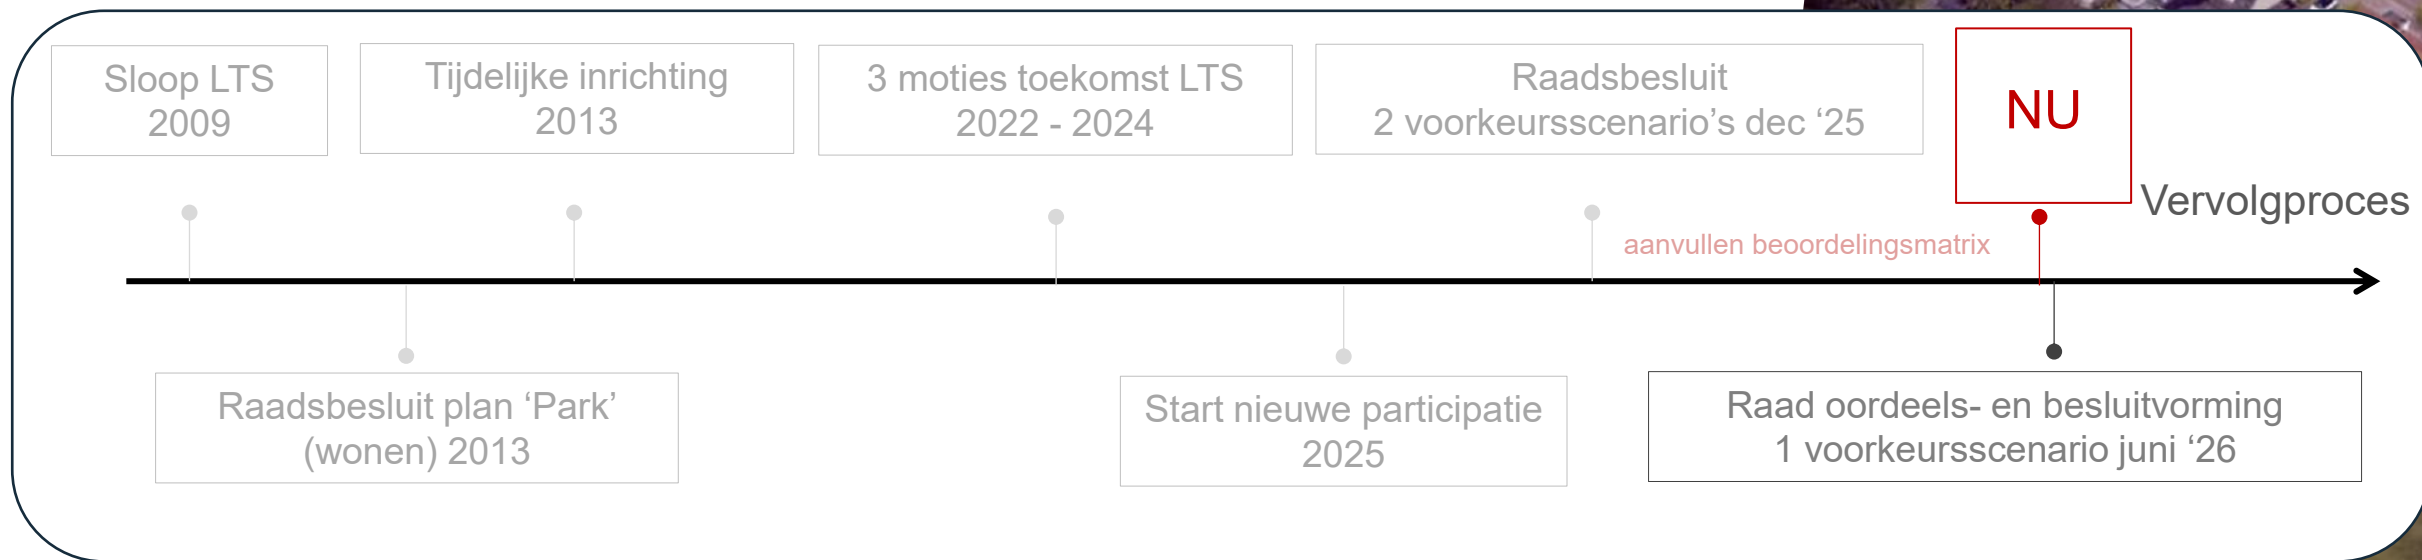 Sloop LTS
2009
Tijdelijke inrichting
2013
3 moties toekomst LTS
2022 - 2024
Raadsbesluit
2 voorkeursscenario’s dec ‘25
NU
Vervolgproces
aanvullen beoordelingsmatrix
Raadsbesluit plan ‘Park’
(wonen) 2013
Start nieuwe participatie
2025
Raad oordeels- en besluitvorming
1 voorkeursscenario juni ‘26